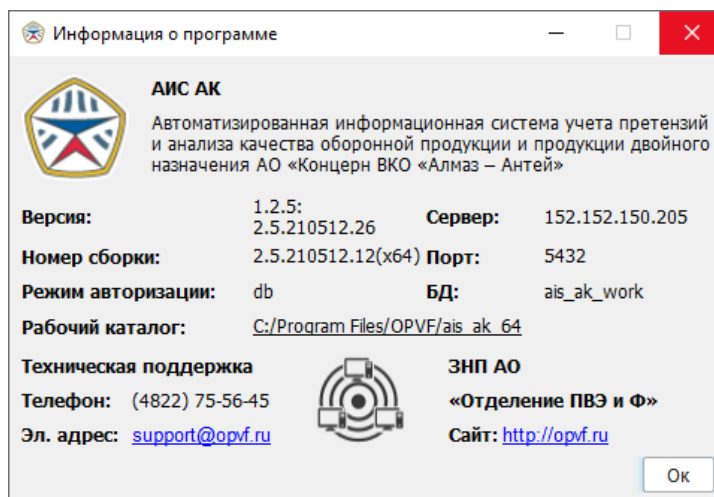 Информация о программе
АИС АК
Автоматизированная информационная система учета претензий
и анализа качества оборонной продукции и продукции двойного
назначения АО «Концерн ВКО «Алмаз – Антей»
Версия: 1.2.5: 2.5.210512.26 Сервер: 152.152.150.205
Номер сборки: 2.5.210512.12(x64) Порт: 5432
Режим авторизации: db БД: ais_ak_work
Рабочий каталог: C:/Program Files/OPVF/ais_ak_64
Техническая поддержка ЗНП АО
Телефон: (4822) 75-56-45 «Отделение ПВЭ и Ф»
Эл. адрес: support@opvf.ru Сайт: http://opvf.ru
Ок